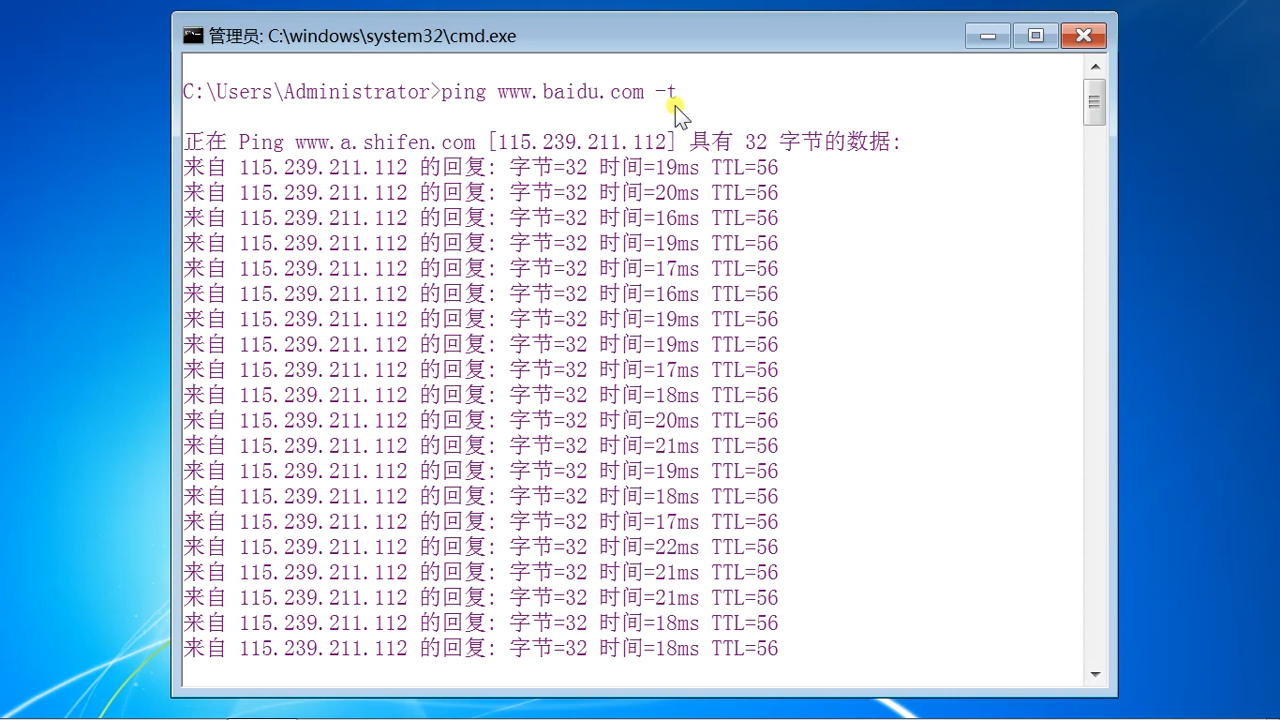 管理员: C:\windows\system32\cmd.exe
C:\Users\Administrator>ping www.baidu.com -t
正在 Ping www.a.shifen.com [115.239.211.112] 具有 32 字节的数据:
来自 115.239.211.112 的回复: 字节=32 时间=19ms TTL=56
来自 115.239.211.112 的回复: 字节=32 时间=20ms TTL=56
来自 115.239.211.112 的回复: 字节=32 时间=16ms TTL=56
来自 115.239.211.112 的回复: 字节=32 时间=19ms TTL=56
来自 115.239.211.112 的回复: 字节=32 时间=17ms TTL=56
来自 115.239.211.112 的回复: 字节=32 时间=16ms TTL=56
来自 115.239.211.112 的回复: 字节=32 时间=19ms TTL=56
来自 115.239.211.112 的回复: 字节=32 时间=19ms TTL=56
来自 115.239.211.112 的回复: 字节=32 时间=17ms TTL=56
来自 115.239.211.112 的回复: 字节=32 时间=18ms TTL=56
来自 115.239.211.112 的回复: 字节=32 时间=20ms TTL=56
来自 115.239.211.112 的回复: 字节=32 时间=21ms TTL=56
来自 115.239.211.112 的回复: 字节=32 时间=19ms TTL=56
来自 115.239.211.112 的回复: 字节=32 时间=18ms TTL=56
来自 115.239.211.112 的回复: 字节=32 时间=17ms TTL=56
来自 115.239.211.112 的回复: 字节=32 时间=22ms TTL=56
来自 115.239.211.112 的回复: 字节=32 时间=21ms TTL=56
来自 115.239.211.112 的回复: 字节=32 时间=21ms TTL=56
来自 115.239.211.112 的回复: 字节=32 时间=18ms TTL=56
来自 115.239.211.112 的回复: 字节=32 时间=18ms TTL=56